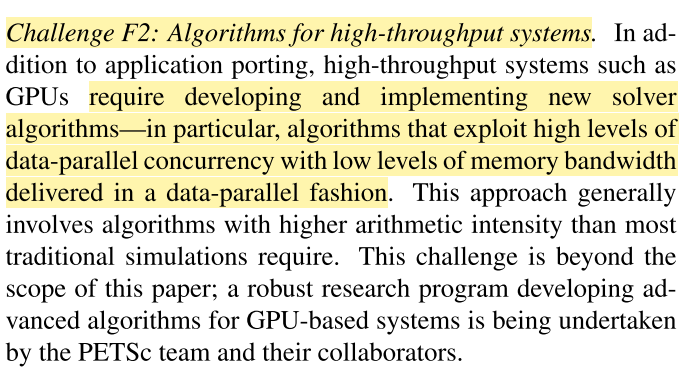 Challenge F2: Algorithms for high-throughput systems. In ad-
dition to application porting, high-throughput systems such as
GPUs require developing and implementing new solver
algorithms—in particular, algorithms that exploit high levels of
data-parallel concurrency with low levels of memory bandwidth
delivered in a data-parallel fashion. This approach generally
involves algorithms with higher arithmetic intensity than most
traditional simulations require. This challenge is beyond the
scope of this paper; a robust research program developing ad-
vanced algorithms for GPU-based systems is being undertaken
by the PETSc team and their collaborators.